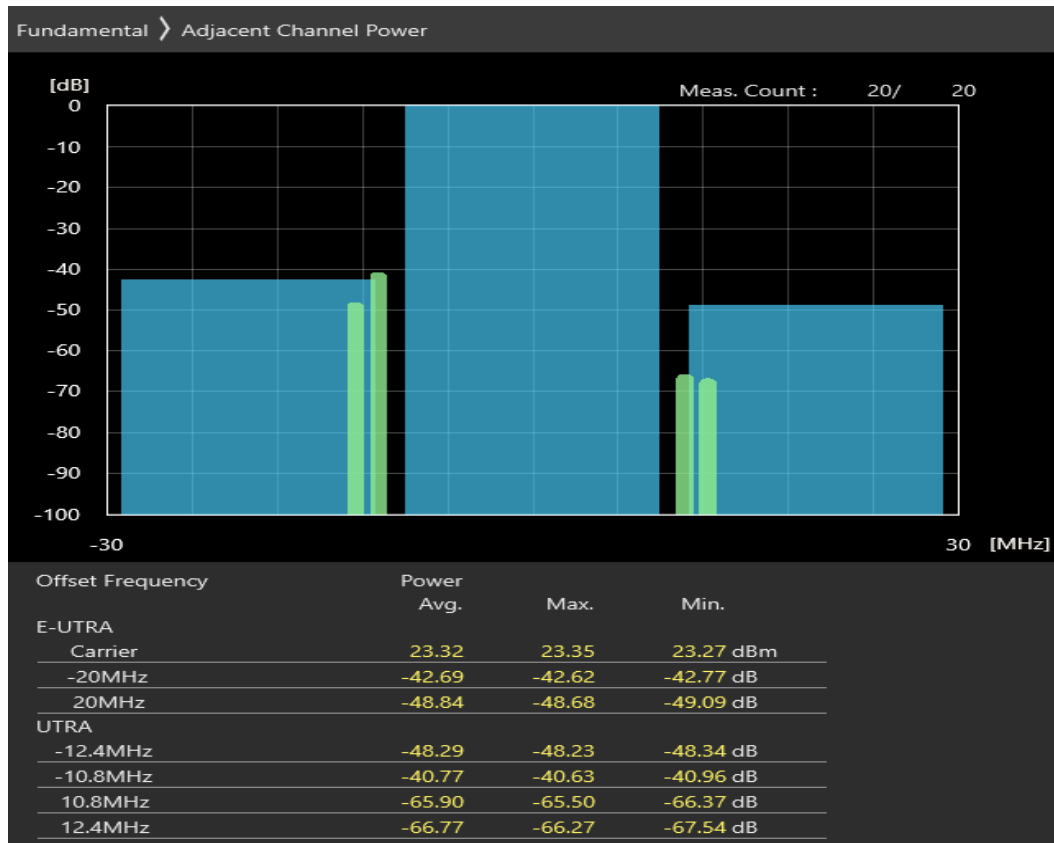 Fundamental 〉 Adjacent Channel Power
[dB]
Meas. Count : 20/ 20
0
-10
-20
-30
-40
-50
-60
-70
-80
-90
-100
-30 30 [MHz]
Offset Frequency Power
Avg. Max. Min.
E-UTRA
Carrier 23.32 23.35 23.27 dBm
-20MHz -42.69 -42.62 -42.77 dB
20MHz -48.84 -48.68 -49.09 dB
UTRA
-12.4MHz -48.29 -48.23 -48.34 dB
-10.8MHz -40.77 -40.63 -40.96 dB
10.8MHz -65.90 -65.50 -66.37 dB
12.4MHz -66.77 -66.27 -67.54 dB